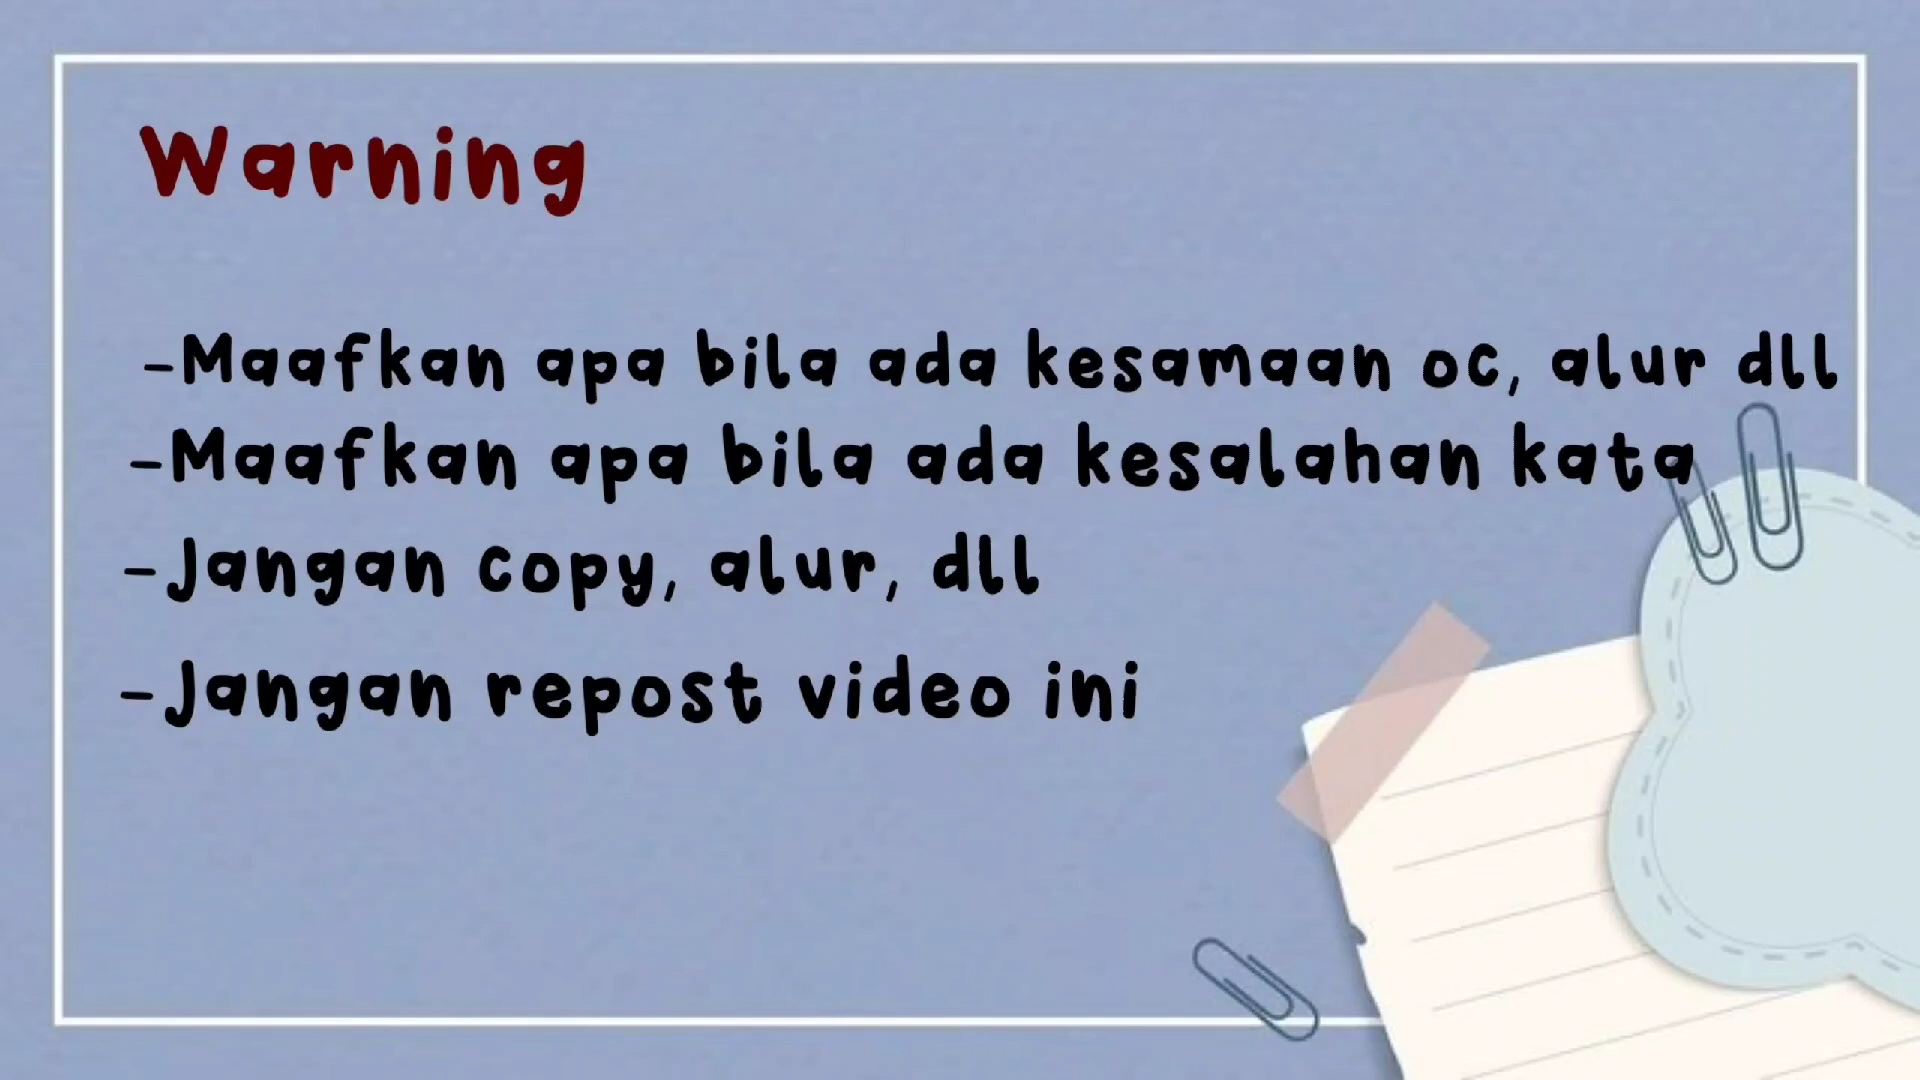 Warning
-Maafkan apa bila ada kesamaan oc, alur dll
-Maafkan apa bila ada kesalahan kata
-Jangan copy, alur, dll
-Jangan repost video ini